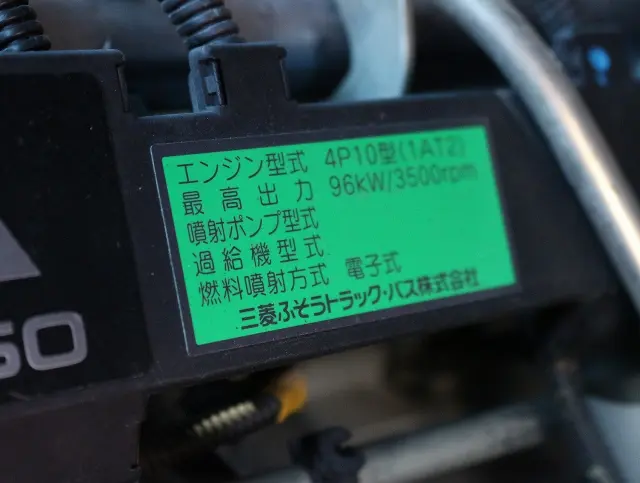 エンジン型式 4P10型(1AT2)
最高出力 96kW/3500rpm
噴射ポンプ型式
過給機型式
燃料噴射方式 電子式
三菱ふそうトラック・バス株式会社
SO